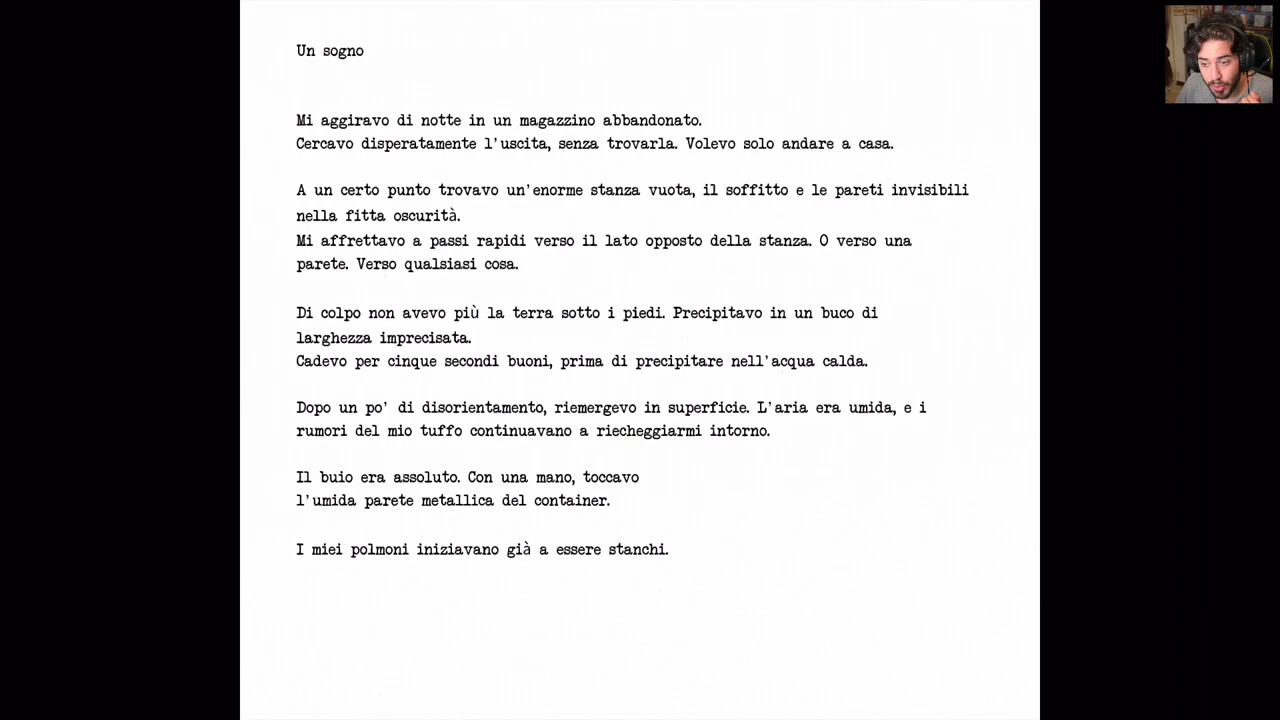 Un sogno
Mi aggiravo di notte in un magazzino abbandonato.
Cercavo disperatamente l'uscita, senza trovarla. Volevo solo andare a casa.
A un certo punto trovavo un'enorme stanza vuota, il soffitto e le pareti invisibili
nella fitta oscurità.
Mi affrettavo a passi rapidi verso il lato opposto della stanza. O verso una
parete. Verso qualsiasi cosa.
Di colpo non avevo più la terra sotto i piedi. Precipitavo in un buco di
larghezza imprecisata.
Cadevo per cinque secondi buoni, prima di precipitare nell'acqua calda.
Dopo un po' di disorientamento, riemergevo in superficie. L'aria era umida, e i
rumori del mio tuffo continuavano a riecheggiarmi intorno.
Il buio era assoluto. Con una mano, toccavo
l'umida parete metallica del container.
I miei polmoni iniziavano già a essere stanchi.